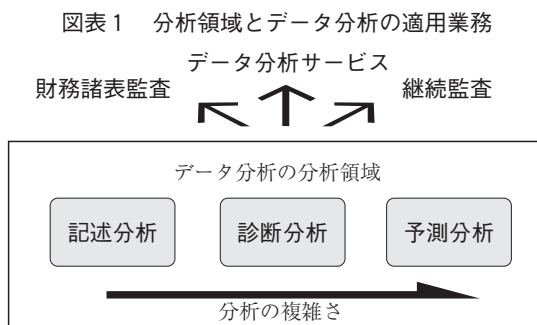 図表1 分析領域とデータ分析の適用業務
データ分析サービス
財務諸表監査 継続監査
データ分析の分析領域
記述分析 診断分析 予測分析
分析の複雑さ